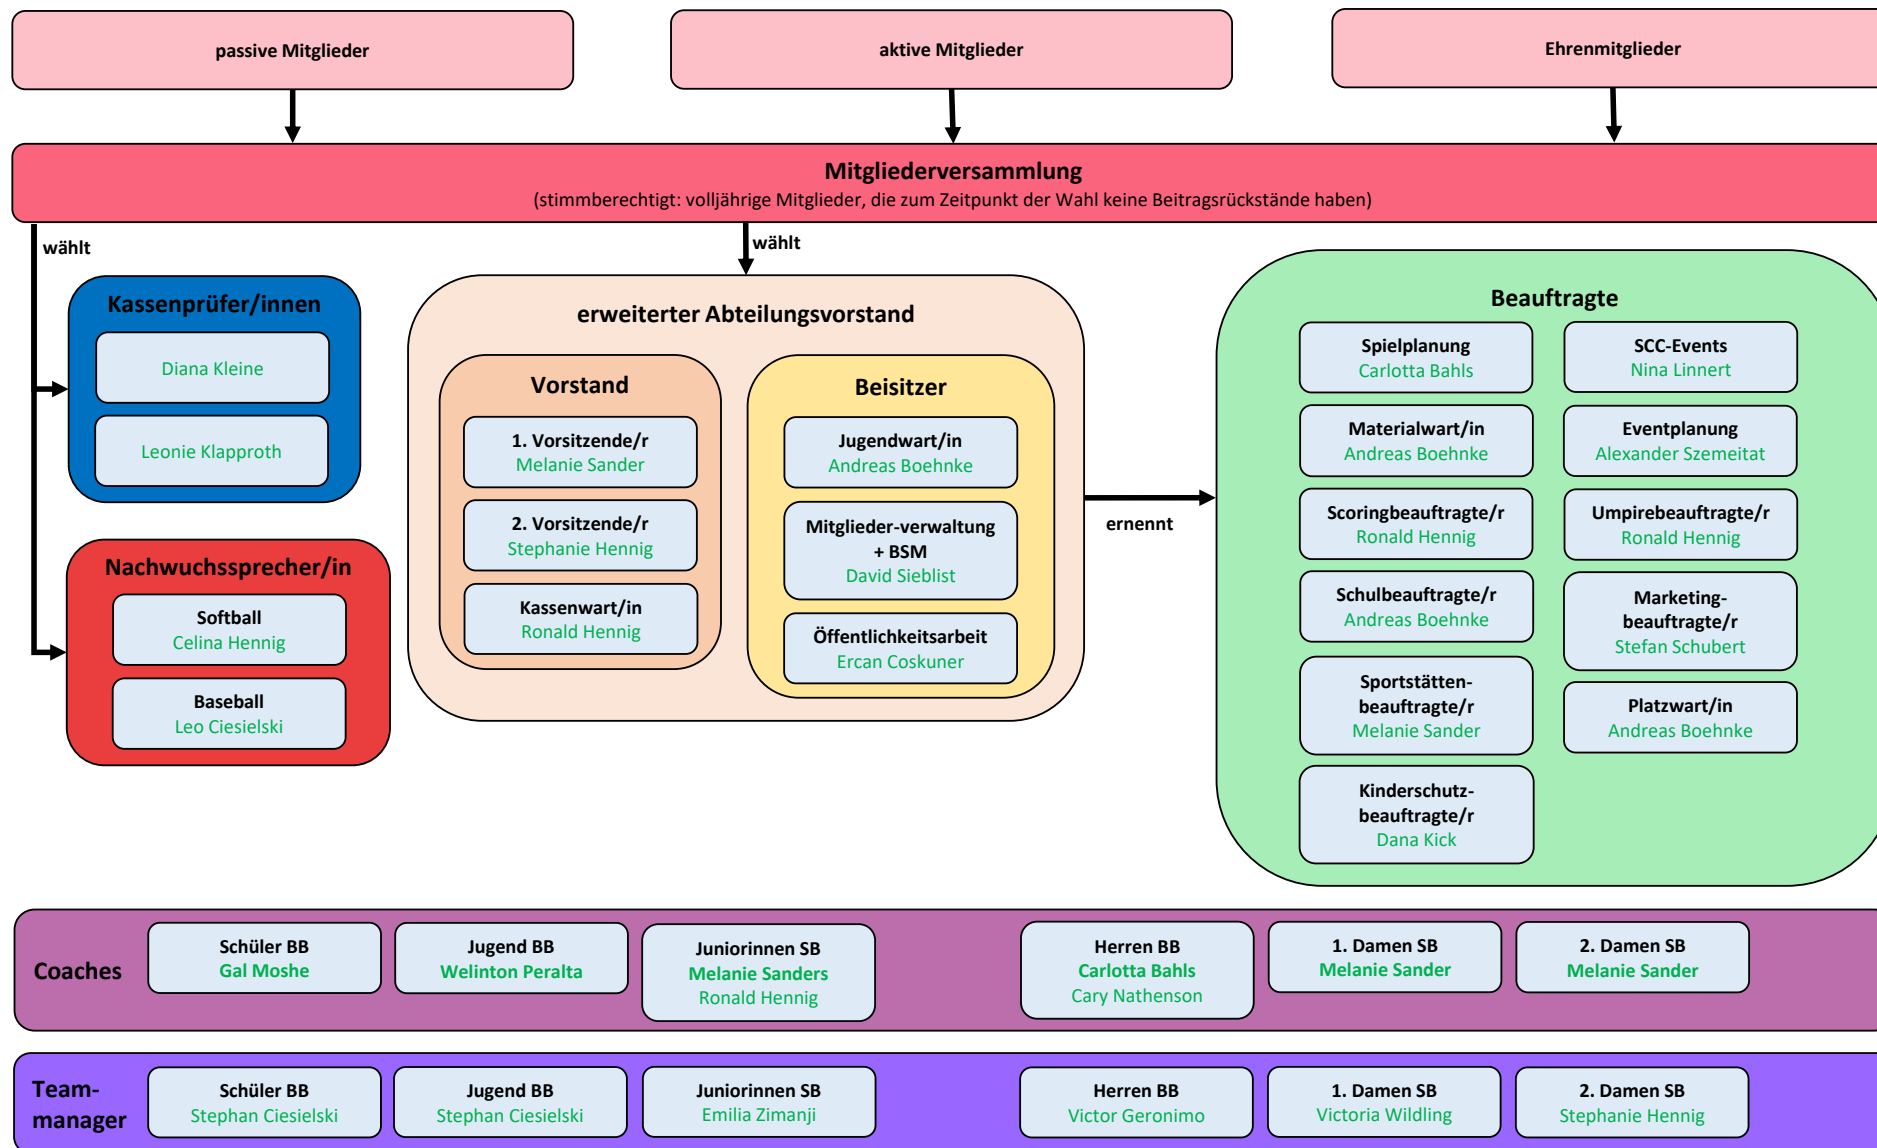 passive Mitglieder
aktive Mitglieder
Ehrenmitglieder
Mitgliederversammlung
(stimmberechtigt: volljährige Mitglieder, die zum Zeitpunkt der Wahl keine Beitragsrückstände haben)
wählt
wählt
Kassenprüfer/innen
Diana Kleine
Leonie Klapproth
Nachwuchssprecher/in
Softball
Celina Hennig
Baseball
Leo Ciesielski
erweiterter Abteilungsvorstand
Vorstand
1. Vorsitzende/r
Melanie Sander
2. Vorsitzende/r
Stephanie Hennig
Kassenwart/in
Ronald Hennig
Beisitzer
Jugendwart/in
Andreas Boehnke
Mitglieder-verwaltung
+ BSM
David Sieblist
Öffentlichkeitsarbeit
Ercan Coskuner
ernennt
Beauftragte
Spielplanung
Carlotta Bahls
SCC-Events
Nina Linnert
Materialwart/in
Andreas Boehnke
Eventplanung
Alexander Szemeitat
Scoringbeauftragte/r
Ronald Hennig
Umpirebeauftragte/r
Ronald Hennig
Schulbeauftragte/r
Andreas Boehnke
Marketing-
beauftragte/r
Stefan Schubert
Sportstätten-
beauftragte/r
Melanie Sander
Platzwart/in
Andreas Boehnke
Kinderschutz-
beauftragte/r
Dana Kick
Coaches
Schüler BB
Gal Moshe
Jugend BB
Welinton Peralta
Juniorinnen SB
Melanie Sanders
Ronald Hennig
Herren BB
Carlotta Bahls
Cary Nathenson
1. Damen SB
Melanie Sander
2. Damen SB
Melanie Sander
Team-
manager
Schüler BB
Stephan Ciesielski
Jugend BB
Stephan Ciesielski
Juniorinnen SB
Emilia Zimanji
Herren BB
Victor Geronimo
1. Damen SB
Victoria Wildling
2. Damen SB
Stephanie Hennig